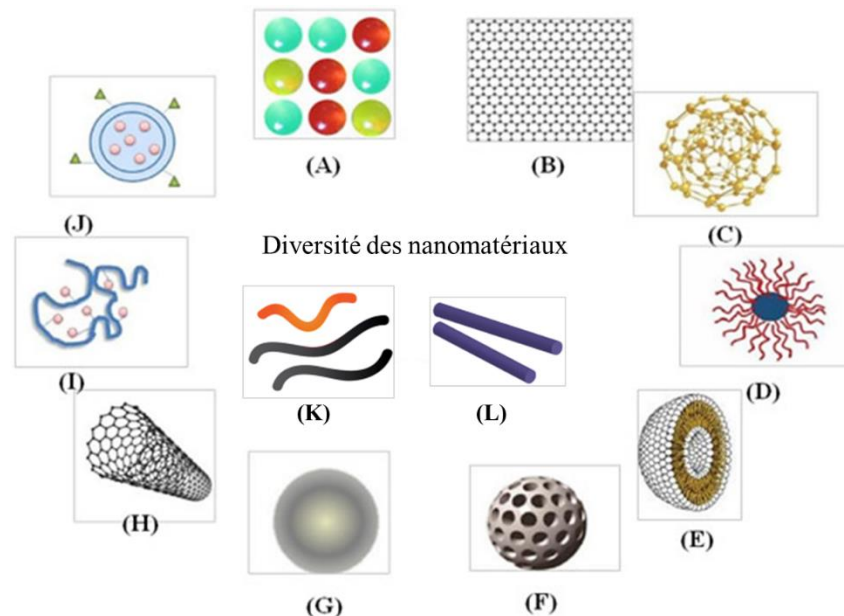 (A)
(B)
(J)
(C)
Diversité des nanomatériaux
(I)
(K)
(L)
(D)
(H)
(G)
(F)
(E)